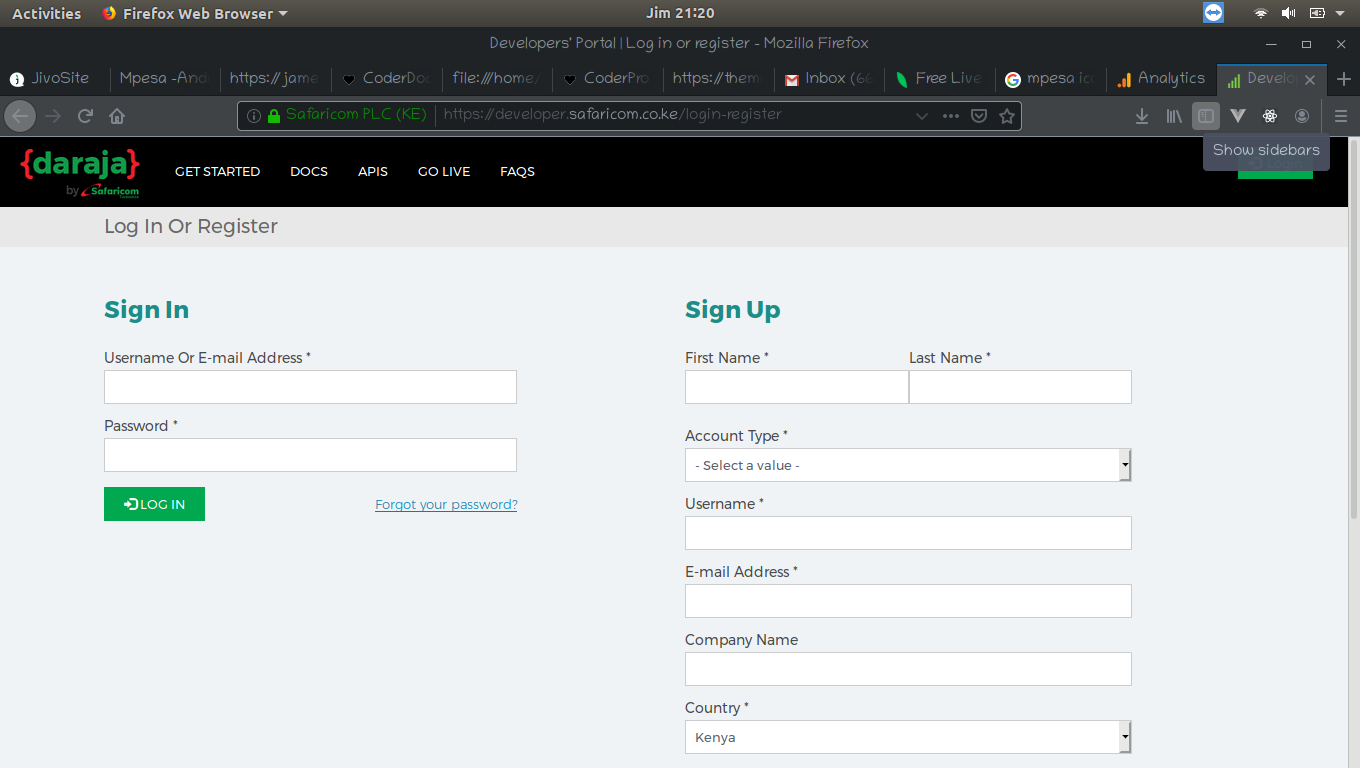 Activities Firefox Web Browser Jim 21:20
Developers' Portal | Log in or register - Mozilla Firefox
JivoSite Mpesa -And https://jame CoderDo file:///home/ CoderPro https://them Inbox (6 Free Live mpesa ic Analytics Develo
Safaricom PLC (KE) https://developer.safaricom.co.ke/login-register
Show sidebars
{daraja}
by Safaricom
GET STARTED DOCS APIS GO LIVE FAQS
Log In Or Register
Sign In
Username Or E-mail Address *
Password *
LOG IN Forgot your password?
Sign Up
First Name * Last Name *
Account Type *
- Select a value -
Username *
E-mail Address *
Company Name
Country *
Kenya